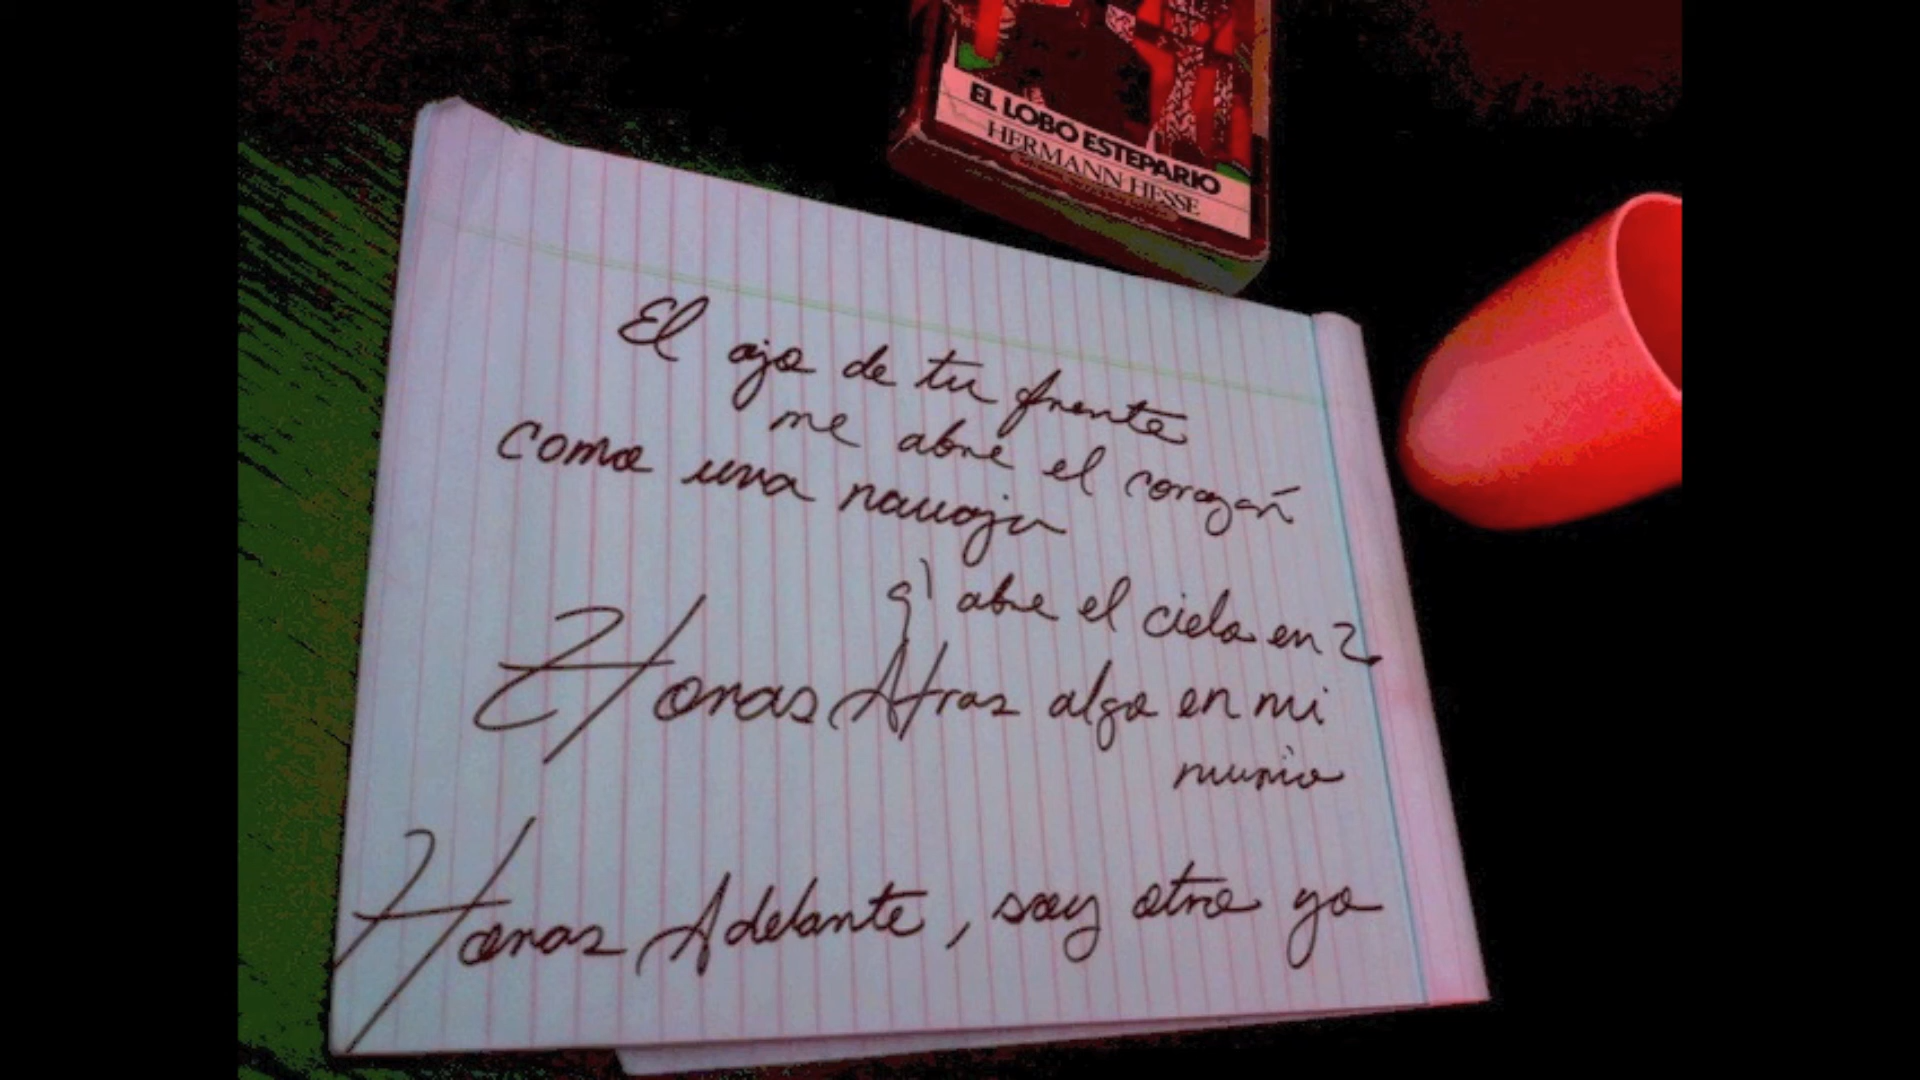 EL LOBO ESTEPARIO
HERMANN HESSE
El ojo de tu frente
me abre el corazón
como una navaja
q' abre el cielo en 2
Horas Atras algo en mi
murio
Horas Adelante, soy otro yo